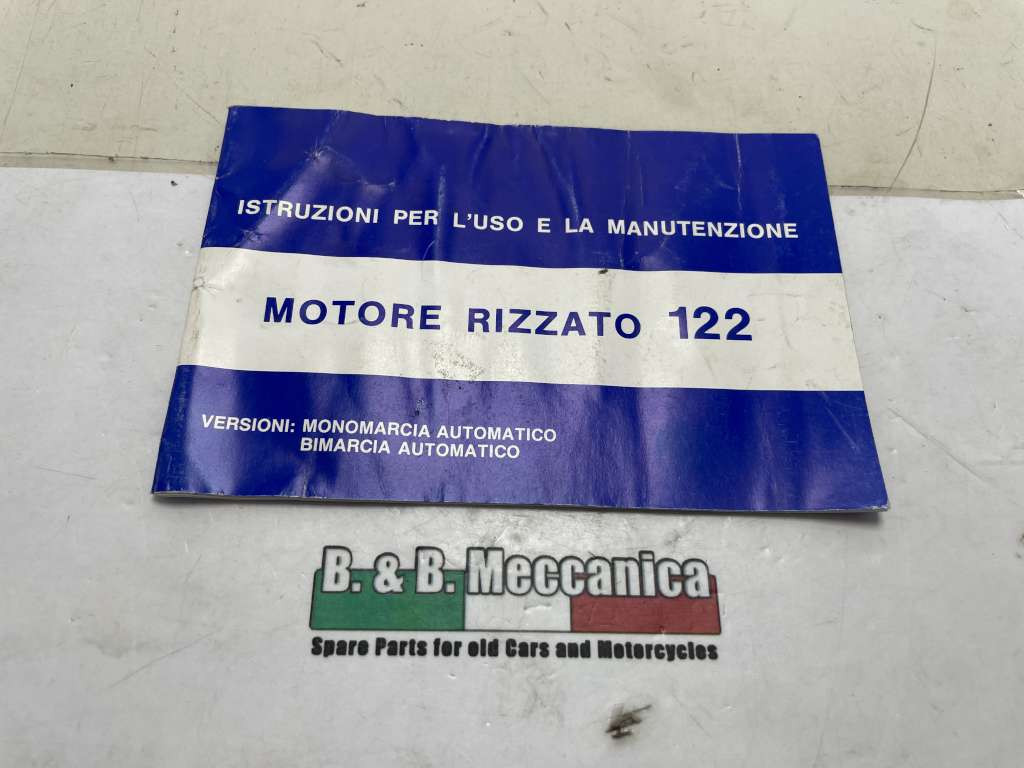 ISTRUZIONI PER L'USO E LA MANUTENZIONE
MOTORE RIZZATO 122
VERSIONI: MONOMARCIA AUTOMATICO
BIMARCIA AUTOMATICO
B. & B. Meccanica
Spare Parts for old Cars and Motorcycles